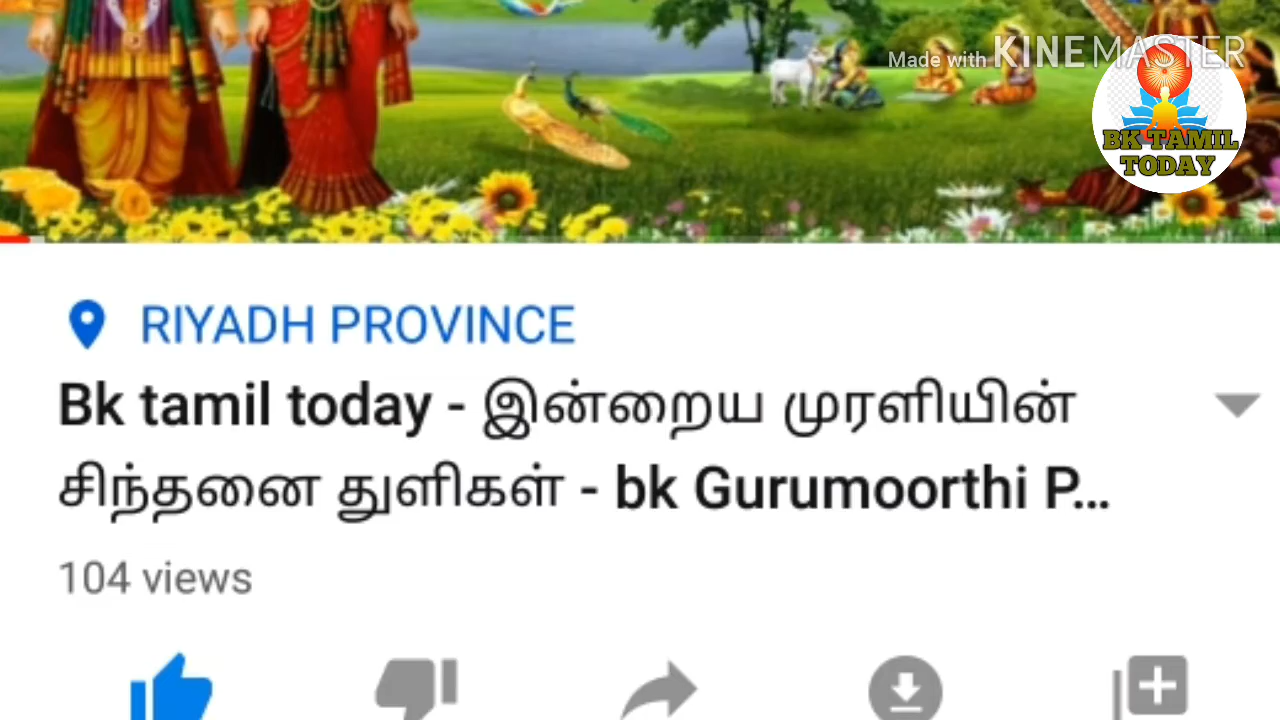 Made with KINEMASTER
BK TAMIL
TODAY
RIYADH PROVINCE
Bk tamil today - இன்றைய முரளியின்
சிந்தனை துளிகள் - bk Gurumoorthi P...
104 views